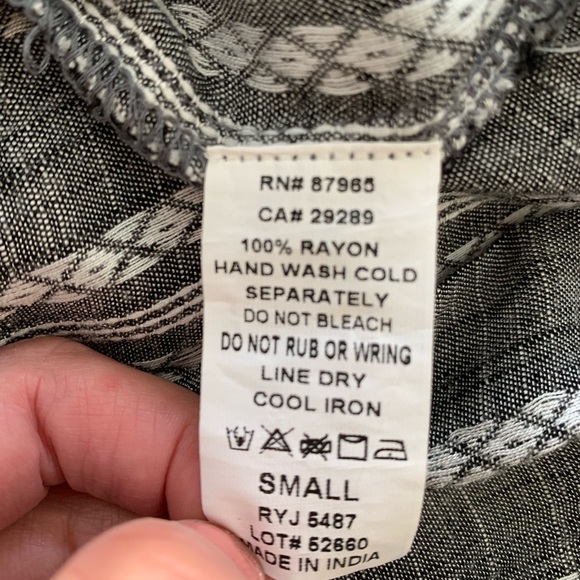 RN# 87965
CA# 29289
100% RAYON
HAND WASH COLD
SEPARATELY
DO NOT BLEACH
DO NOT RUB OR WRING
LINE DRY
COOL IRON
SMALL
RYJ 5487
LOT# 52660
MADE IN INDIA